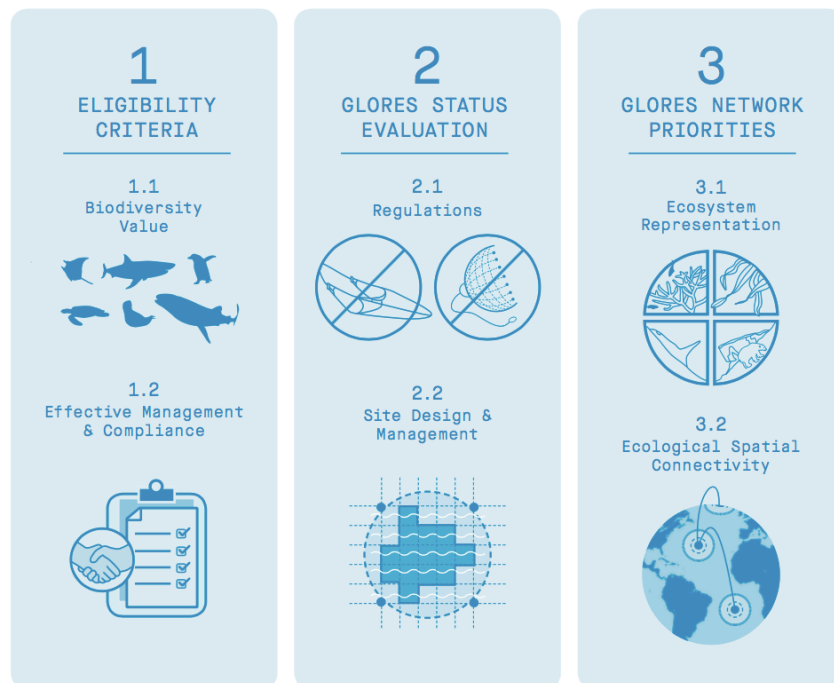 1
ELIGIBILITY
CRITERIA
1.1
Biodiversity
Value
1.2
Effective Management
& Compliance
2
GLORES STATUS
EVALUATION
2.1
Regulations
2.2
Site Design &
Management
3
GLORES NETWORK
PRIORITIES
3.1
Ecosystem
Representation
3.2
Ecological Spatial
Connectivity